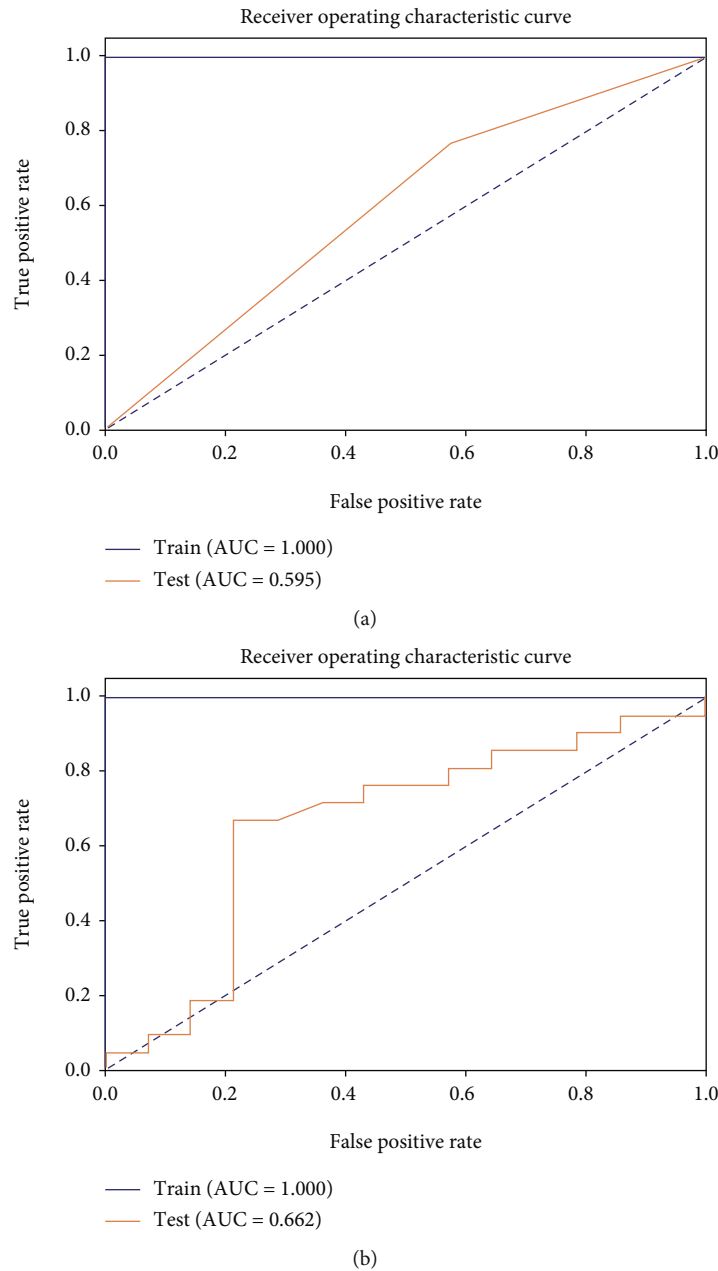 Receiver operating characteristic curve
1.0
0.8
0.6
0.4
0.2
0.0
True positive rate
0.0 0.2 0.4 0.6 0.8 1.0
False positive rate
Train (AUC = 1.000)
Test (AUC = 0.595)
(a)
Receiver operating characteristic curve
1.0
0.8
0.6
0.4
0.2
0.0
True positive rate
0.0 0.2 0.4 0.6 0.8 1.0
False positive rate
Train (AUC = 1.000)
Test (AUC = 0.662)
(b)